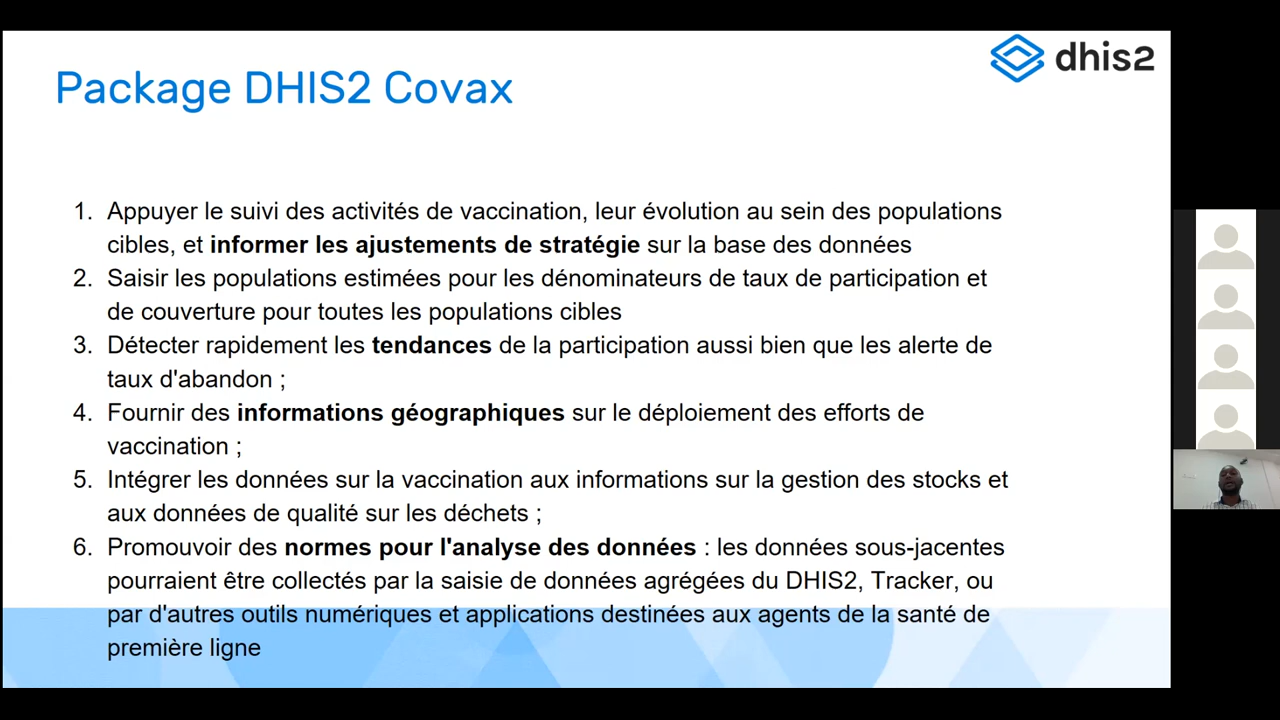 dhis2
Package DHIS2 Covax
1. Appuyer le suivi des activités de vaccination, leur évolution au sein des populations
cibles, et informer les ajustements de stratégie sur la base des données
2. Saisir les populations estimées pour les dénominateurs de taux de participation et
de couverture pour toutes les populations cibles
3. Détecter rapidement les tendances de la participation aussi bien que les alerte de
taux d'abandon ;
4. Fournir des informations géographiques sur le déploiement des efforts de
vaccination ;
5. Intégrer les données sur la vaccination aux informations sur la gestion des stocks et
aux données de qualité sur les déchets ;
6. Promouvoir des normes pour l'analyse des données : les données sous-jacentes
pourraient être collectés par la saisie de données agrégées du DHIS2, Tracker, ou
par d'autres outils numériques et applications destinées aux agents de la santé de
première ligne